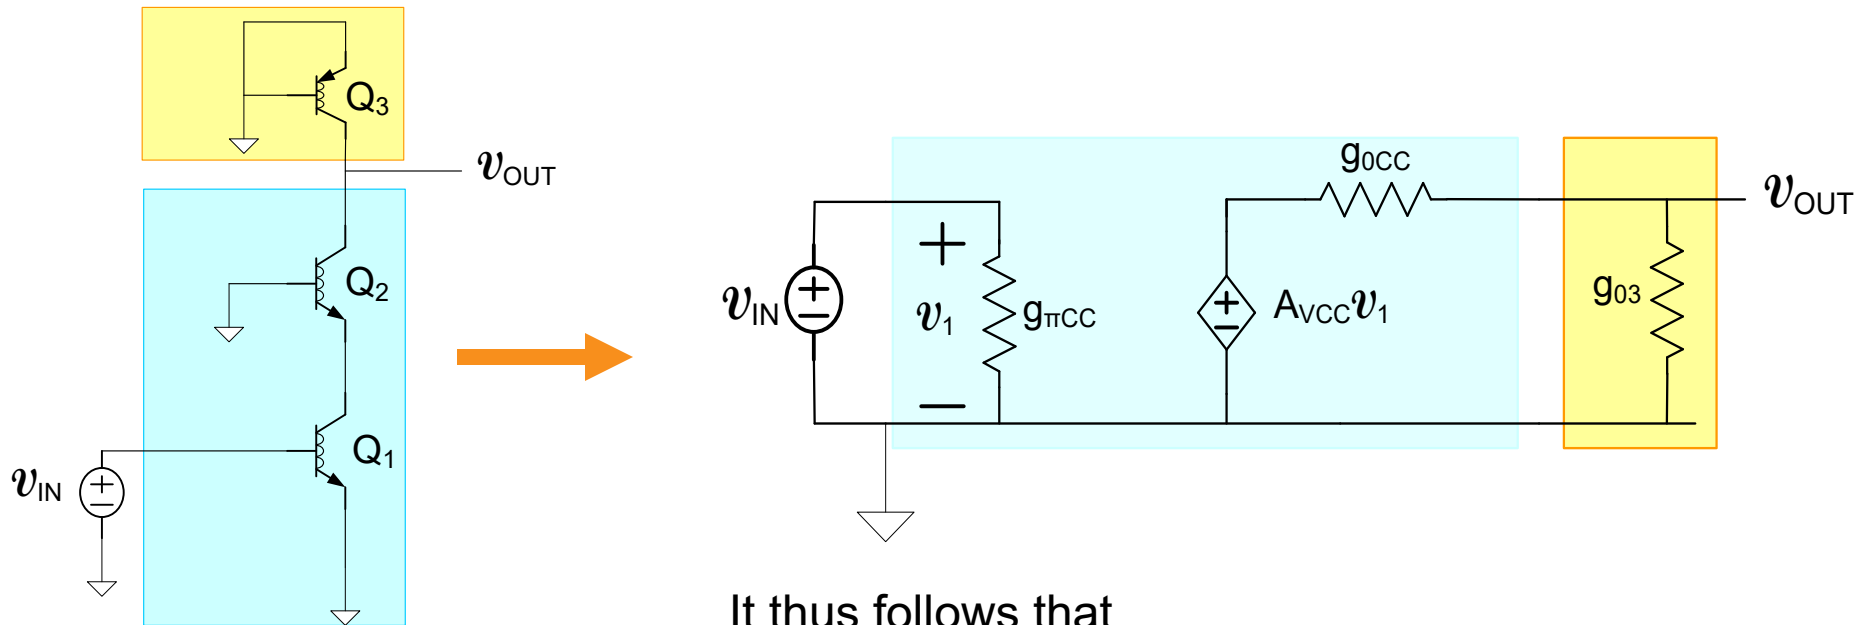 Q₃
𝒗OUT
Q₂
Q₁
𝒗IN
+
−
g₀CC
𝒗OUT
+
𝒗₁
−
gπCC
𝒗IN
+
−
+
−
AVCC𝒗₁
g₀₃
It thus follows that